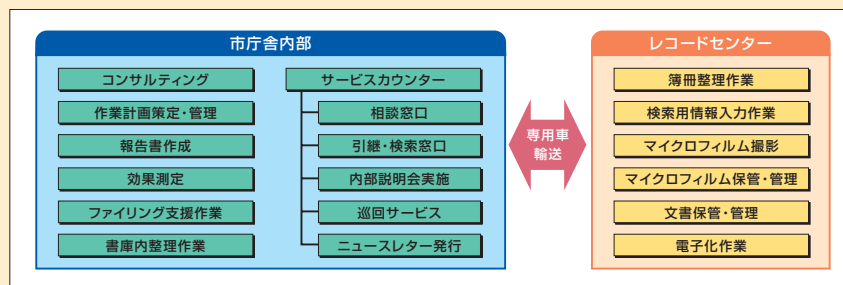 市庁舎内部
コンサルティング
作業計画策定・管理
報告書作成
効果測定
ファイリング支援作業
書庫内整理作業
サービスカウンター
相談窓口
引継・検索窓口
内部説明会実施
巡回サービス
ニュースレター発行
専用車
輸送
レコードセンター
簿冊整理作業
検索用情報入力作業
マイクロフィルム撮影
マイクロフィルム保管・管理
文書保管・管理
電子化作業